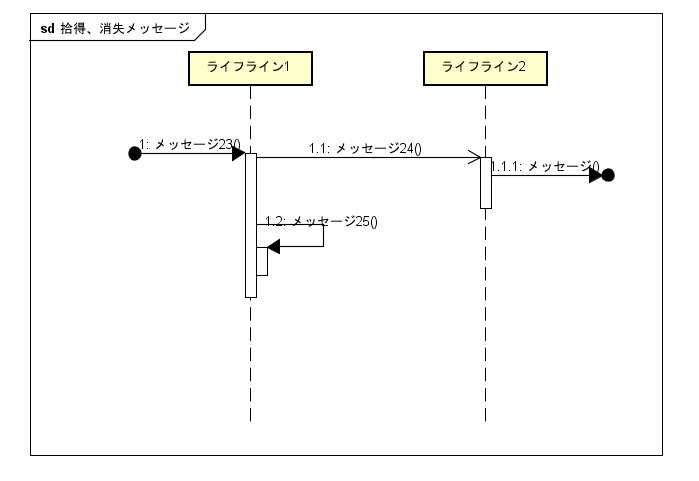 sd 拾得、消失メッセージ
ライフライン1
ライフライン2
1: メッセージ23()
1.1: メッセージ24()
1.1.1: メッセージ()
1.2: メッセージ25()